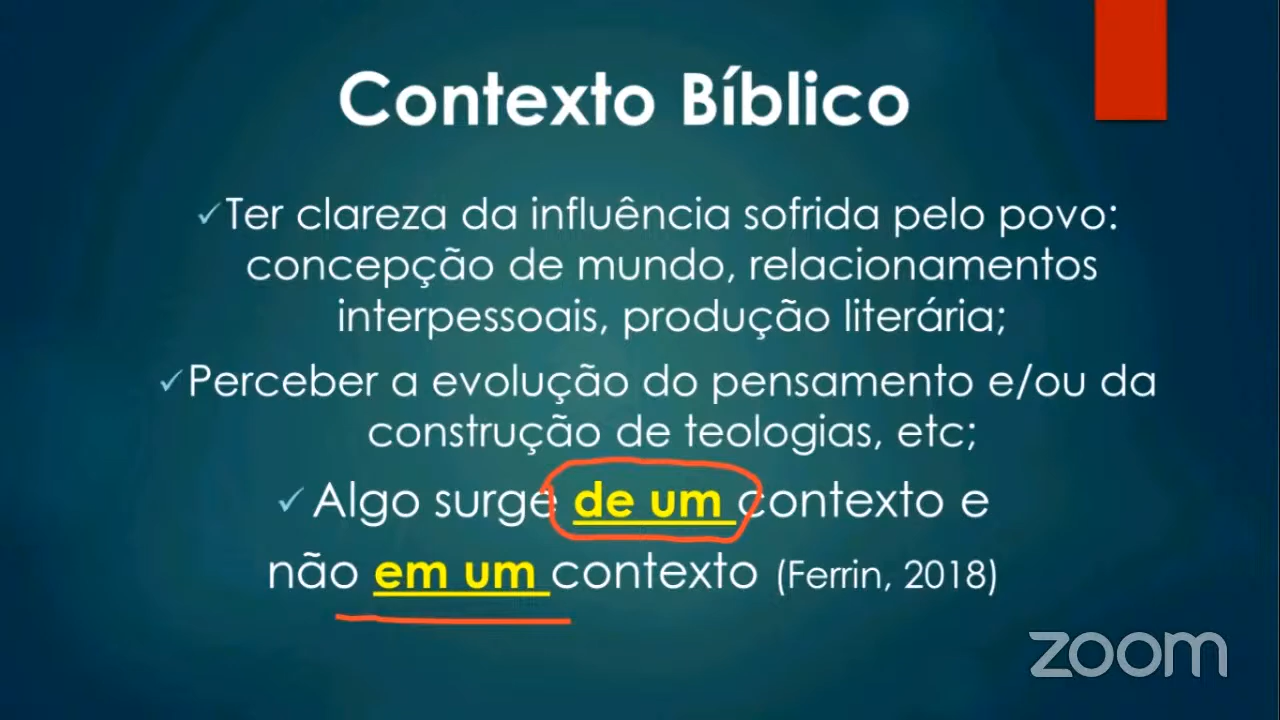 Contexto Bíblico
✓Ter clareza da influência sofrida pelo povo:
concepção de mundo, relacionamentos
interpessoais, produção literária;
✓Perceber a evolução do pensamento e/ou da
construção de teologias, etc;
✓Algo surge de um contexto e
não em um contexto (Ferrin, 2018)
zoom